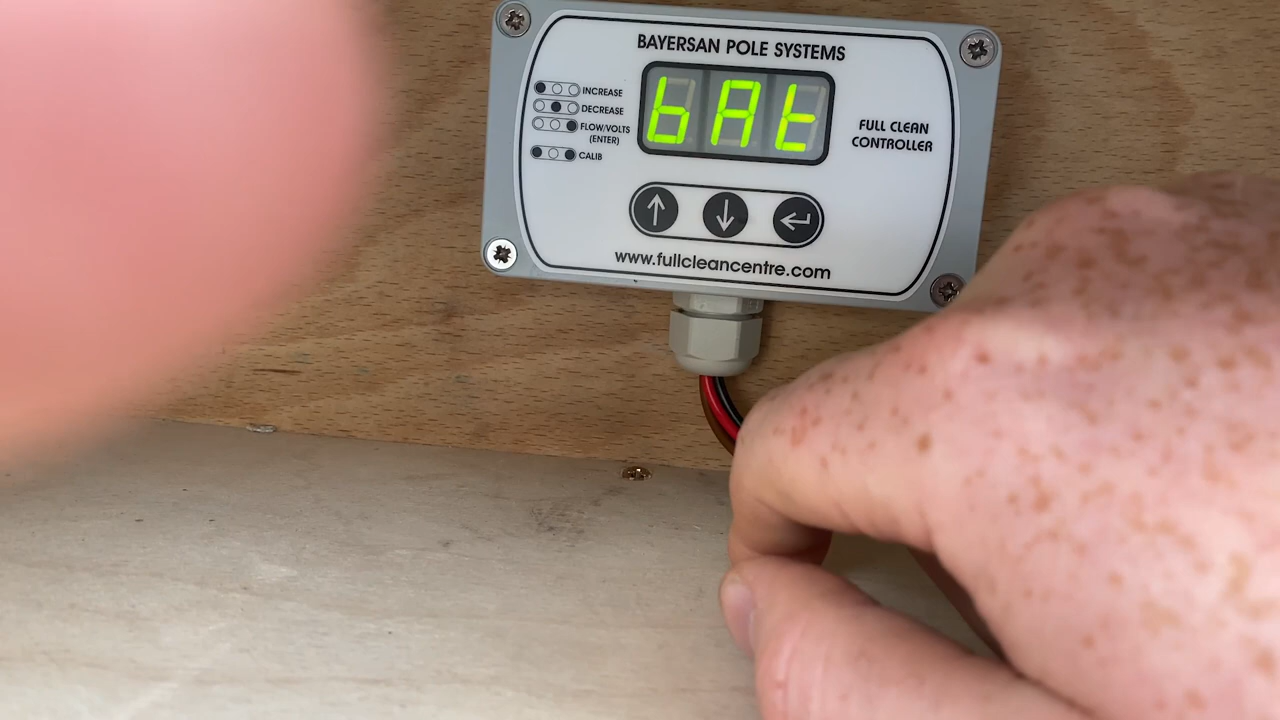 BAYERSAN POLE SYSTEMS
bAt
INCREASE
DECREASE
FLOW/VOLTS
(ENTER)
CALIB
FULL CLEAN
CONTROLLER
www.fullcleancentre.com